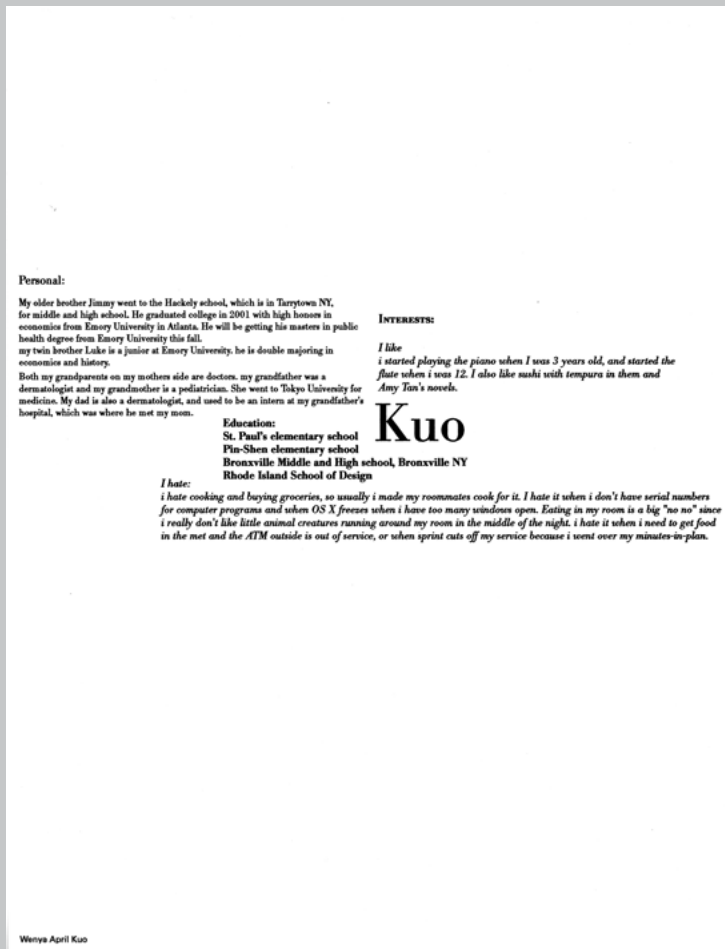 Personal:
My older brother Jimmy went to the Hackely school, which is in Tarrytown NY,
for middle and high school. He graduated college in 2001 with high honors in
economics from Emory University in Atlanta. He will be getting his masters in public
health degree from Emory University this fall.
my twin brother Luke is a junior at Emory University. he is double majoring in
economics and history.
Both my grandparents on my mothers side are doctors. my grandfather was a
dermatologist and my grandmother is a pediatrician. She went to Tokyo University for
medicine. My dad is also a dermatologist, and used to be an intern at my grandfather's
hospital, which was where he met my mom.
INTERESTS:
I like
i started playing the piano when I was 3 years old, and started the
flute when i was 12. I also like sushi with tempura in them and
Amy Tan's novels.
Kuo
Education:
St. Paul's elementary school
Pin-Shen elementary school
Bronxville Middle and High school, Bronxville NY
Rhode Island School of Design
I hate:
i hate cooking and buying groceries, so usually i made my roommates cook for it. I hate it when i don't have serial numbers
for computer programs and when OS X freezes when i have too many windows open. Eating in my room is a big "no no" since
i really don't like little animal creatures running around my room in the middle of the night. i hate it when i need to get food
in the met and the ATM outside is out of service, or when sprint cuts off my service because i went over my minutes-in-plan.
Wenya April Kuo